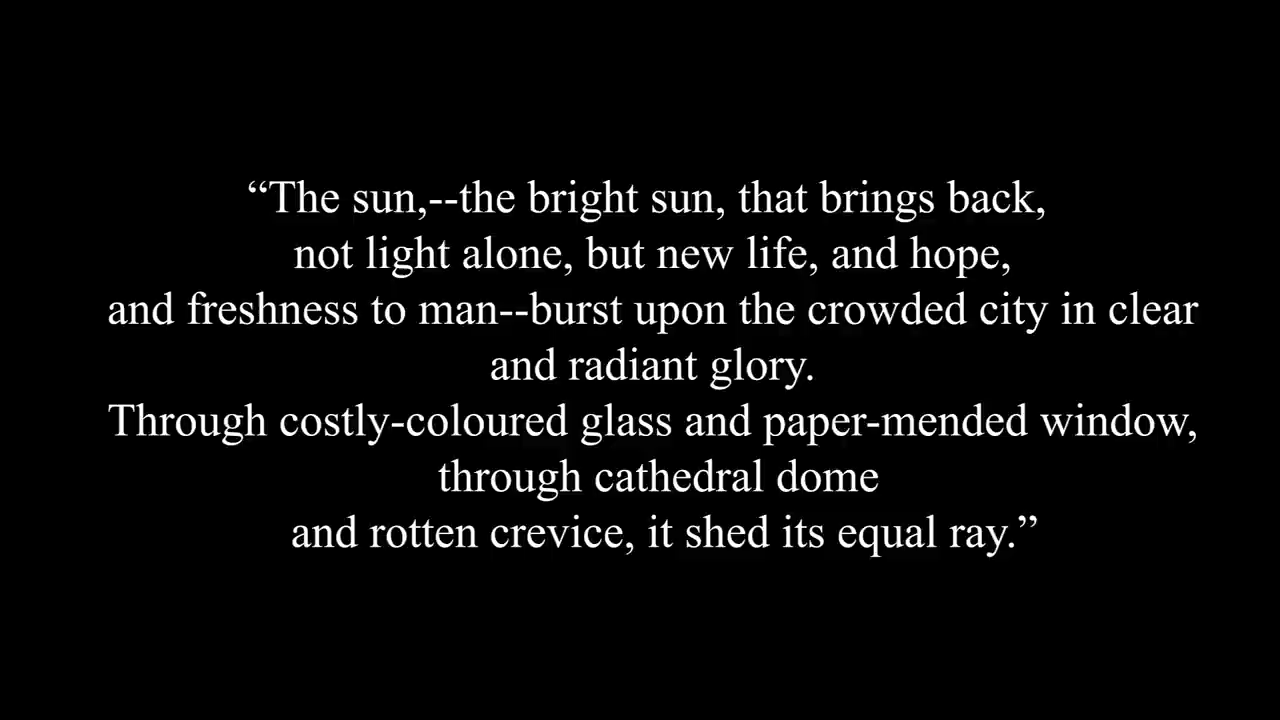 “The sun,--the bright sun, that brings back,
not light alone, but new life, and hope,
and freshness to man--burst upon the crowded city in clear
and radiant glory.
Through costly-coloured glass and paper-mended window,
through cathedral dome
and rotten crevice, it shed its equal ray.”